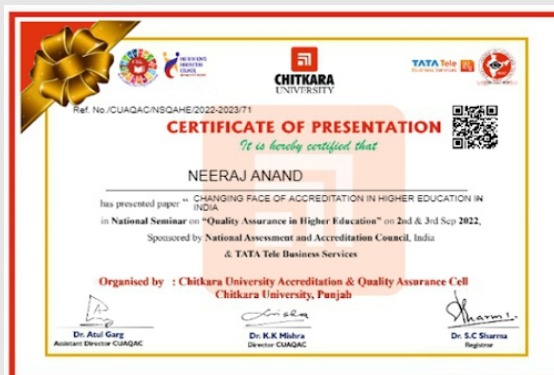 CHITKARA
UNIVERSITY
TATA Tele
Ref. No./CUAQAC/NSQAHE/2022-2023/71
CERTIFICATE OF PRESENTATION
It is hereby certified that
NEERAJ ANAND
has presented paper " CHANGING FACE OF ACCREDITATION IN HIGHER EDUCATION IN
INDIA
in National Seminar on "Quality Assurance in Higher Education" on 2nd & 3rd Sep 2022,
Sponsored by National Assessment and Accreditation Council, India
& TATA Tele Business Services
Organised by : Chitkara University Accreditation & Quality Assurance Cell
Chitkara University, Punjab
Dr. Atul Garg
Assistant Director CUAQAC
Dr. K.K Mishra
Director CUAQAC
Dr. S.C Sharma
Registrar